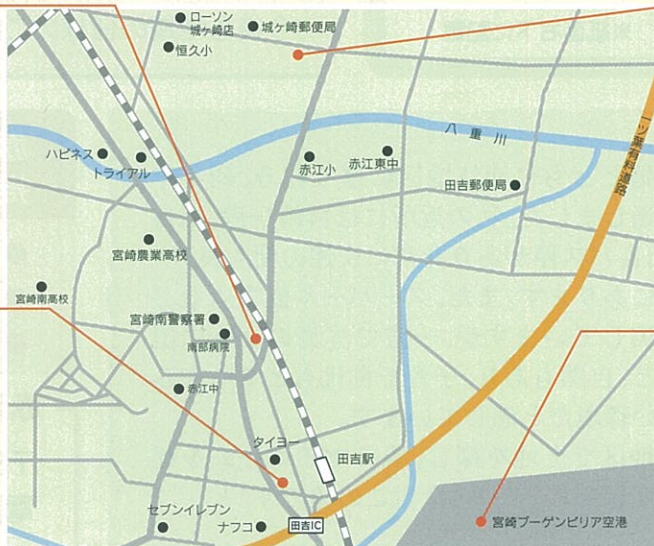 ローソン
城ヶ崎店
城ヶ崎郵便局
恒久小
八重川
一ツ葉有料道路
ハピネス
トライアル
赤江小
赤江東中
田吉郵便局
宮崎農業高校
宮崎南高校
宮崎南警察署
南部病院
赤江中
タイヨー
田吉駅
セブンイレブン
ナフコ
田吉IC
宮崎ブーゲンビリア空港